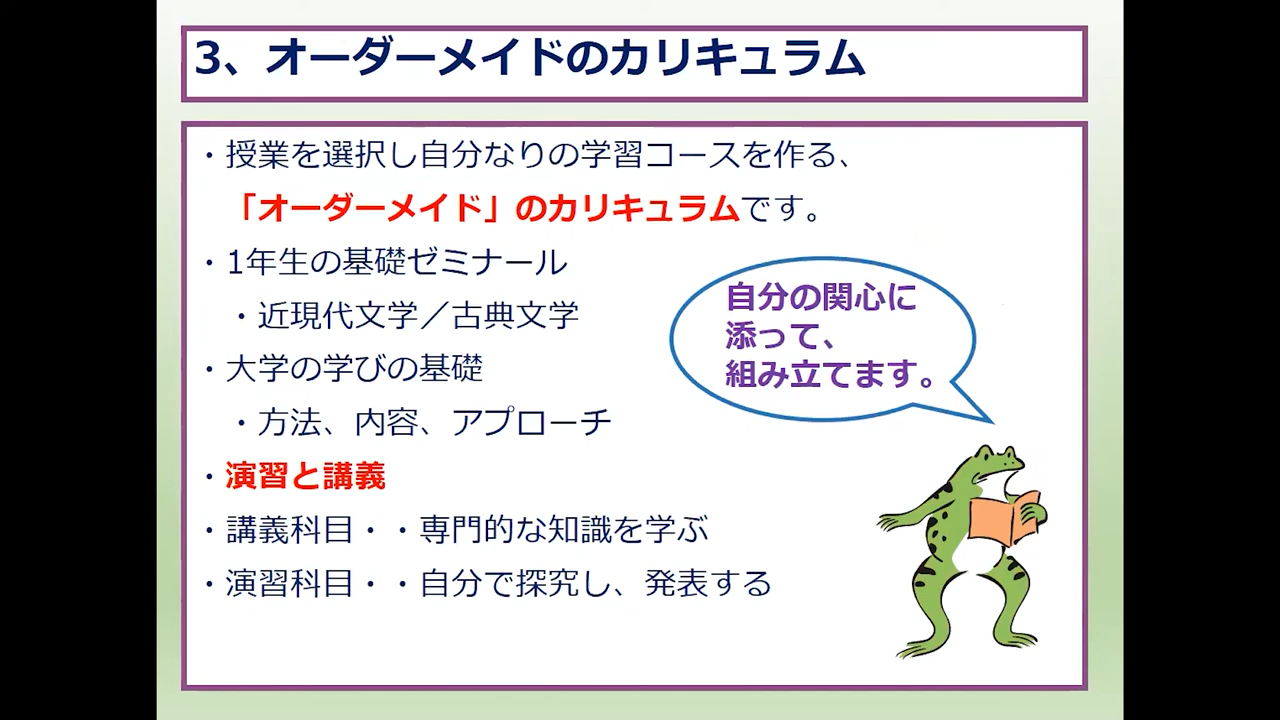 3、オーダーメイドのカリキュラム
・授業を選択し自分なりの学習コースを作る、
「オーダーメイド」のカリキュラムです。
・1年生の基礎ゼミナール
・近現代文学／古典文学
・大学の学びの基礎
・方法、内容、アプローチ
・演習と講義
・講義科目・・専門的な知識を学ぶ
・演習科目・・自分で探究し、発表する
自分の関心に
添って、
組み立てます。